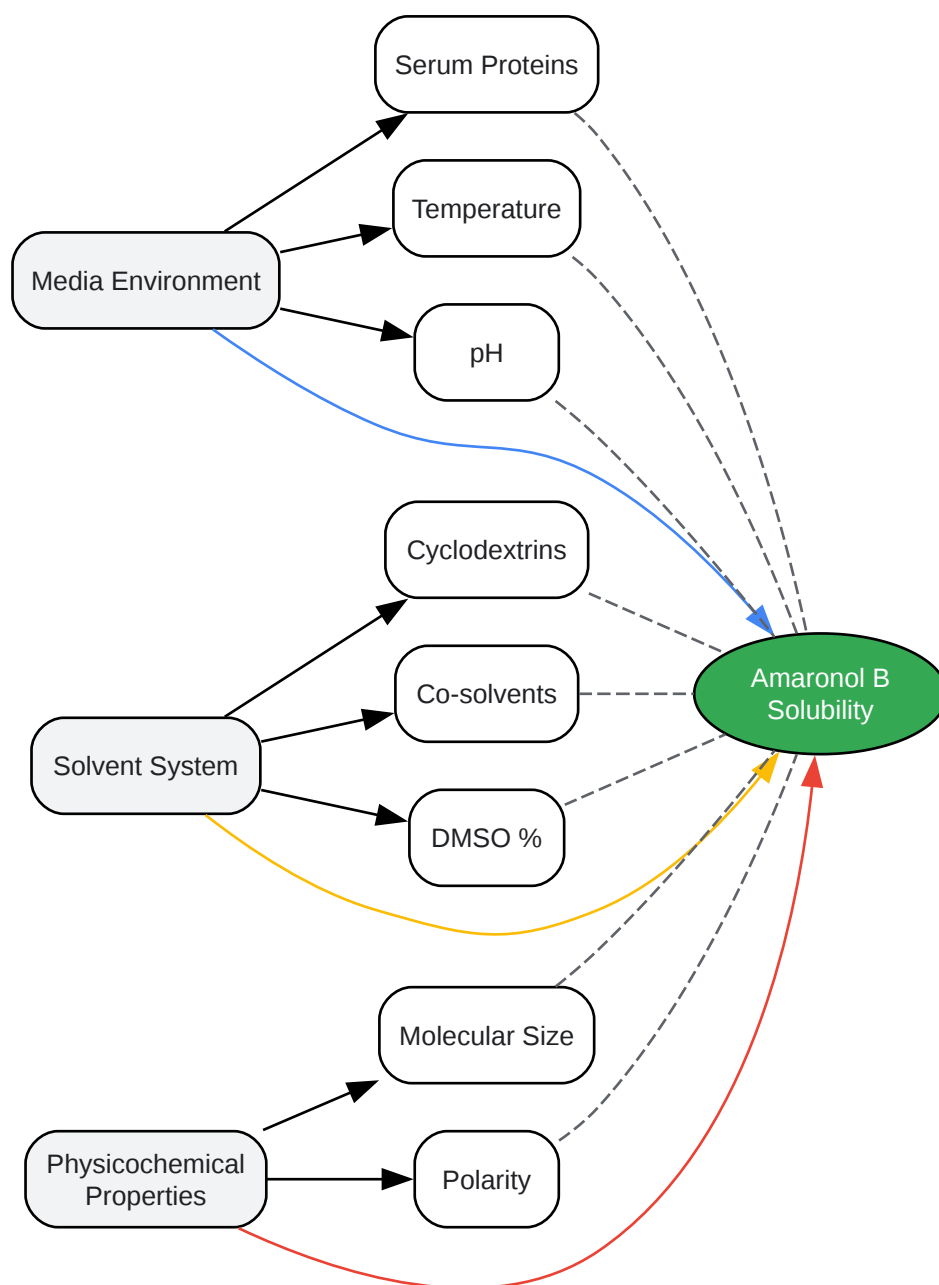 Serum Proteins
Temperature
Media Environment
pH
Cyclodextrins
Co-solvents
Amaronol B
Solubility
Solvent System
DMSO %
Molecular Size
Physicochemical
Properties
Polarity